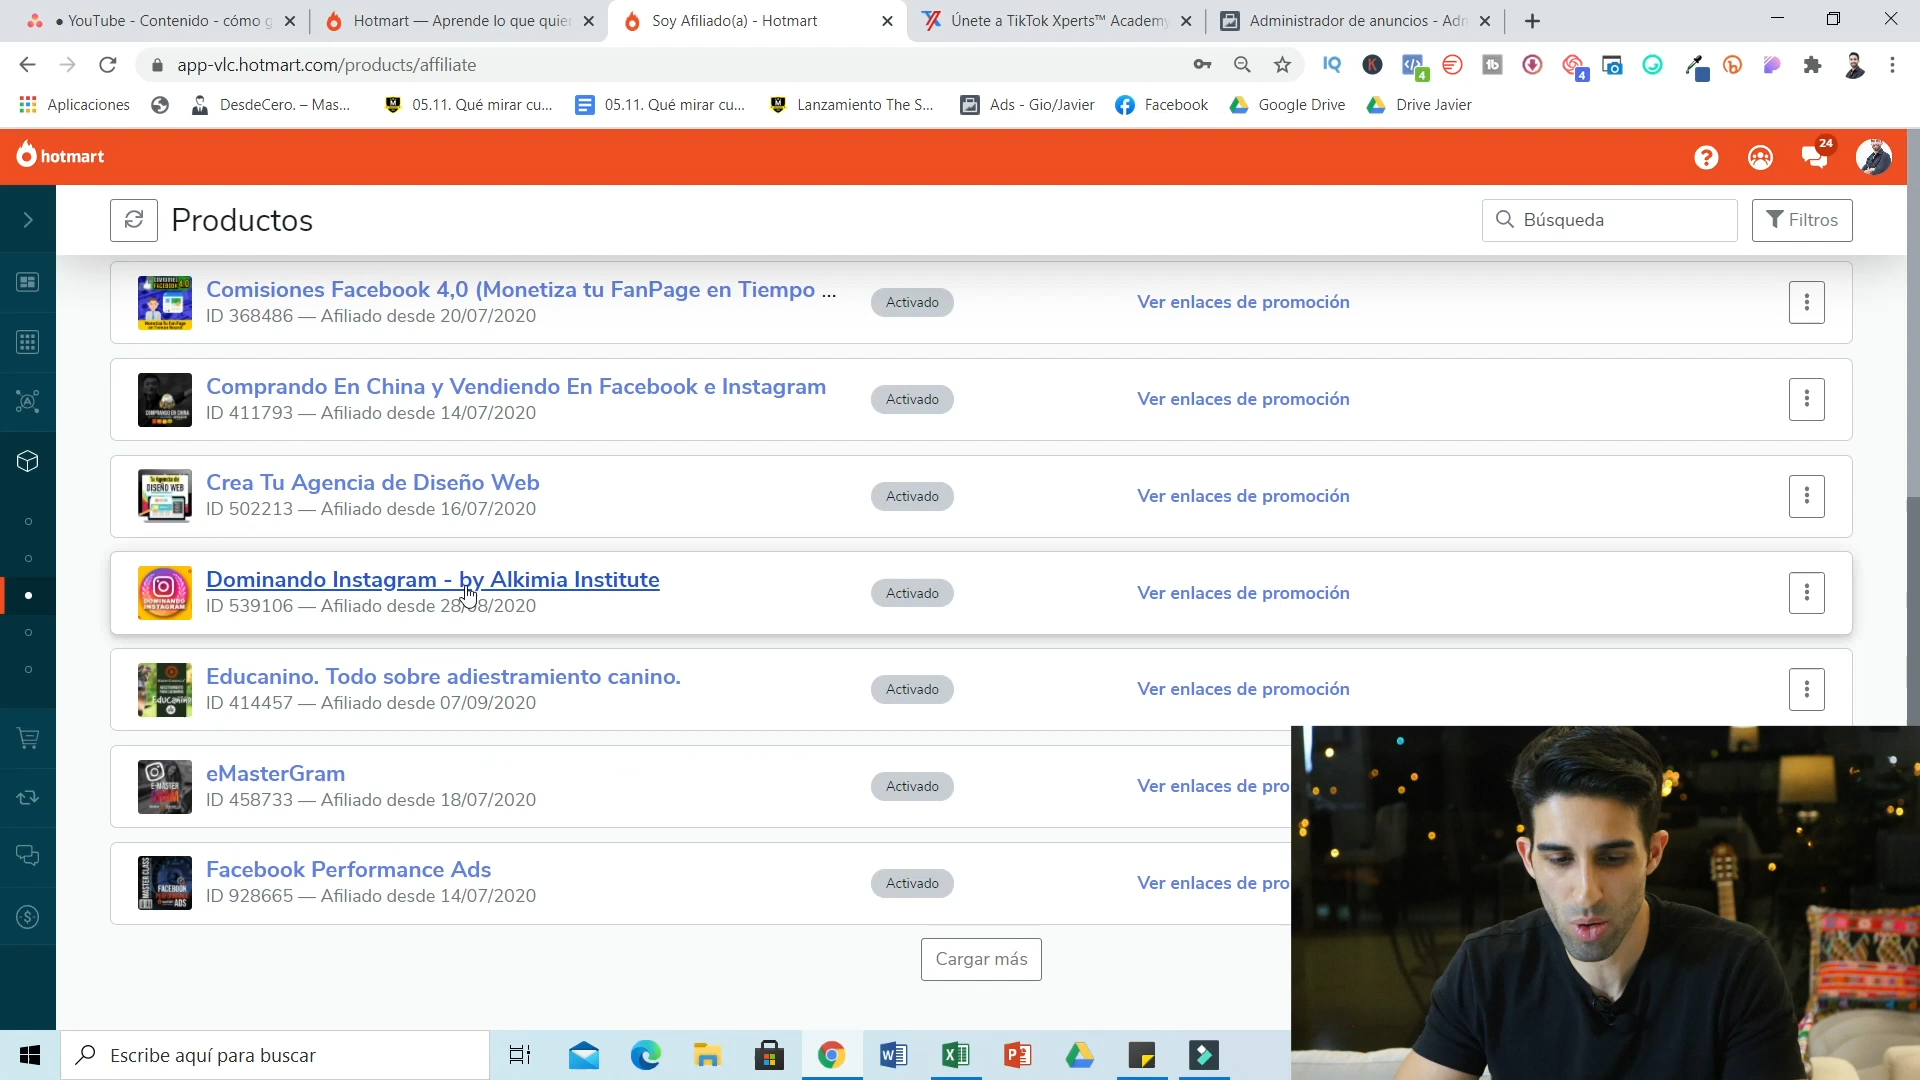 • YouTube - Contenido - cómo g
Hotmart — Aprende lo que quie
Soy Afiliado(a) - Hotmart
Únete a TikTok Xperts™ Academy
Administrador de anuncios - Adm
app-vlc.hotmart.com/products/affiliate
Aplicaciones
DesdeCero. – Mas...
05.11. Qué mirar cu...
05.11. Qué mirar cu...
Lanzamiento The S...
Ads - Gio/Javier
Facebook
Google Drive
Drive Javier
hotmart
24
Productos
Búsqueda
Filtros
Comisiones Facebook 4,0 (Monetiza tu FanPage en Tiempo ...
ID 368486 — Afiliado desde 20/07/2020
Activado
Ver enlaces de promoción
Comprando En China y Vendiendo En Facebook e Instagram
ID 411793 — Afiliado desde 14/07/2020
Activado
Ver enlaces de promoción
Crea Tu Agencia de Diseño Web
ID 502213 — Afiliado desde 16/07/2020
Activado
Ver enlaces de promoción
DOMINANDO
INSTAGRAM
Dominando Instagram - by Alkimia Institute
ID 539106 — Afiliado desde 28/08/2020
Activado
Ver enlaces de promoción
Educanino. Todo sobre adiestramiento canino.
ID 414457 — Afiliado desde 07/09/2020
Activado
Ver enlaces de promoción
eMasterGram
ID 458733 — Afiliado desde 18/07/2020
Activado
Ver enlaces de pro
Facebook Performance Ads
ID 928665 — Afiliado desde 14/07/2020
Activado
Ver enlaces de pro
Cargar más
Escribe aquí para buscar